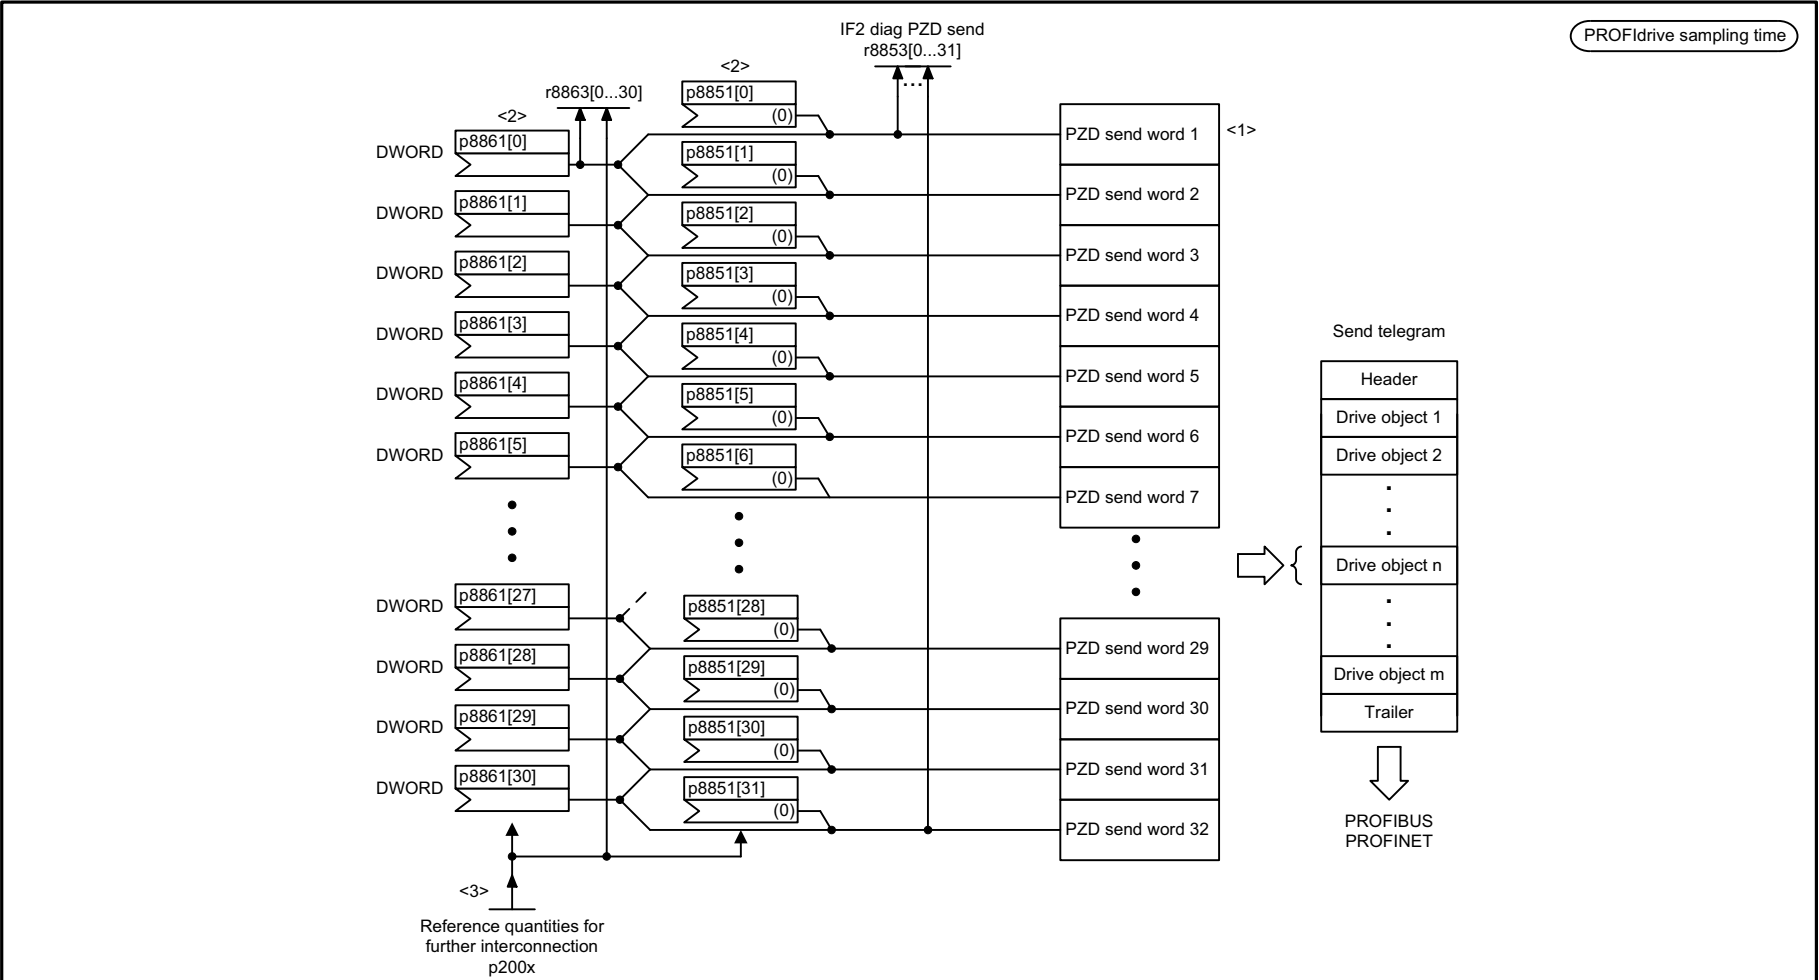 IF2 diag PZD send
r8853[0...31]
PROFIdrive sampling time
<2>
r8863[0...30]
...
<2>
p8851[0]
(0)
DWORD
p8861[0]
PZD send word 1
<1>
p8851[1]
(0)
DWORD
p8861[1]
PZD send word 2
p8851[2]
(0)
DWORD
p8861[2]
PZD send word 3
p8851[3]
(0)
DWORD
p8861[3]
PZD send word 4
p8851[4]
(0)
DWORD
p8861[4]
PZD send word 5
p8851[5]
(0)
DWORD
p8861[5]
PZD send word 6
p8851[6]
(0)
PZD send word 7
DWORD
p8861[27]
p8851[28]
(0)
PZD send word 29
DWORD
p8861[28]
p8851[29]
(0)
PZD send word 30
DWORD
p8861[29]
p8851[30]
(0)
PZD send word 31
DWORD
p8861[30]
p8851[31]
(0)
PZD send word 32
<3>
Reference quantities for
further interconnection
p200x
Send telegram
Header
Drive object 1
Drive object 2
Drive object n
Drive object m
Trailer
PROFIBUS
PROFINET